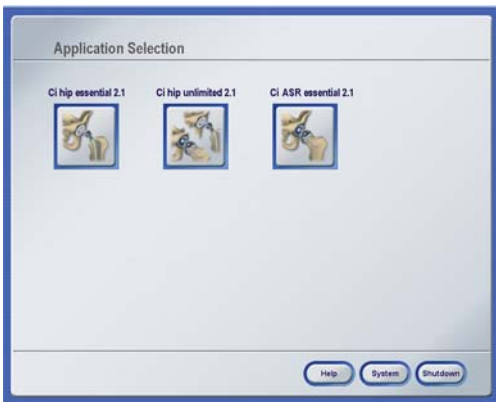 Application Selection
Ci hip essential 2.1 Ci hip unlimited 2.1 Ci ASR essential 2.1
Help System Shutdown